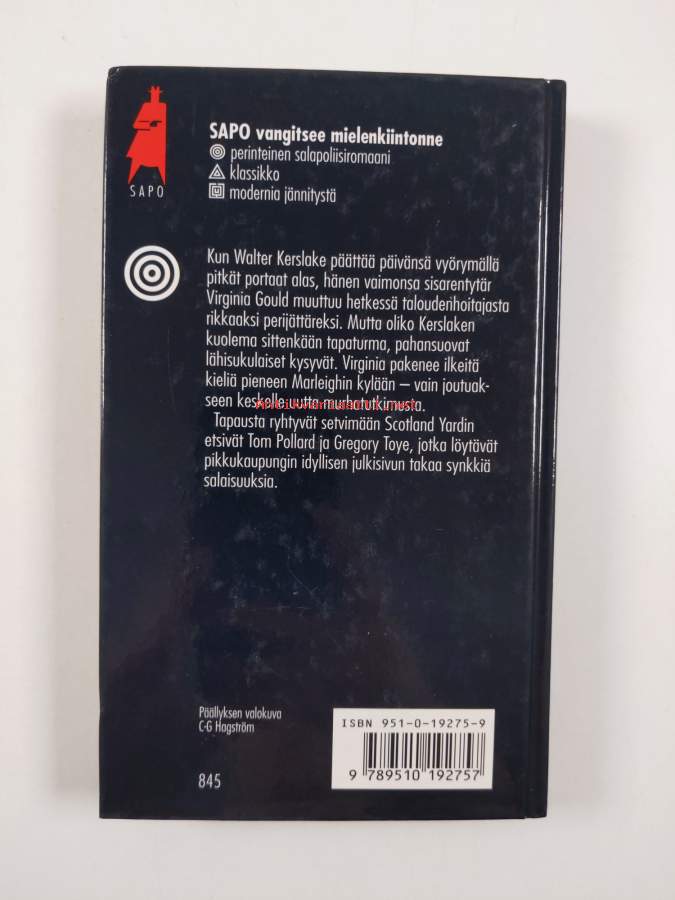 SAPO vangitsee mielenkiintonne
perinteinen salapoliisiromaani
klassikko
modernia jännitystä
SAPO
Kun Walter Kerslake päättää päivänsä vyörymällä
pitkät portaat alas, hänen vaimonsa sisarentytär
Virginia Gould muuttuu hetkessä taloudenhoitajasta
rikkaaksi perijättäreksi. Mutta oliko Kerslaken
kuolema sittenkään tapaturma, pahansuovat
lähisukulaiset kysyvät. Virginia pakenee ilkeitä
kieliä pieneen Marleighin kylään – vain joutuak-
seen keskelle uutta murhatutkimusta.
Tapausta ryhtyvät setvimään Scotland Yardin
etsivät Tom Pollard ja Gregory Toye, jotka löytävät
pikkukaupungin idyllisen julkisivun takaa synkkiä
salaisuuksia.
Päällyksen valokuva
C-G Hagström
845
ISBN 951-0-19275-9
9 789510 192757